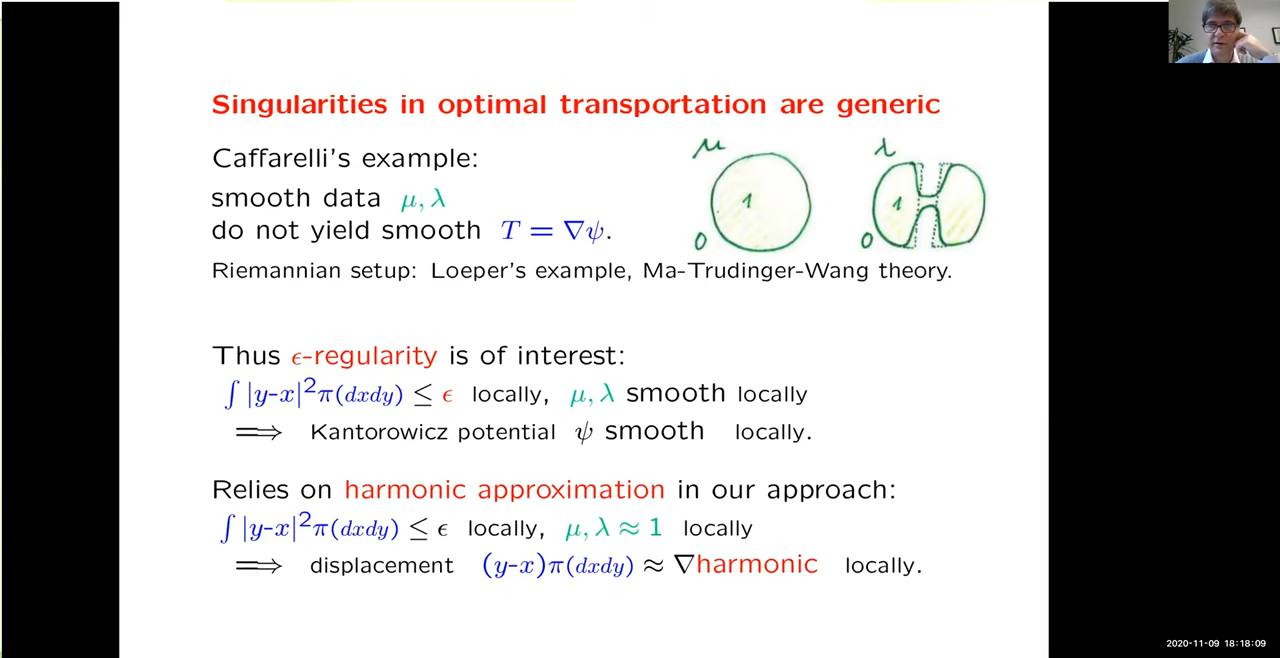 Singularities in optimal transportation are generic
Caffarelli's example:
smooth data μ, λ
do not yield smooth T = ∇ψ.
μ
1
0
λ
1
0
Riemannian setup: Loeper's example, Ma-Trudinger-Wang theory.
Thus ϵ-regularity is of interest:
∫|y-x|²π(dxdy) ≤ ϵ locally, μ, λ smooth locally
⟹ Kantorowicz potential ψ smooth locally.
Relies on harmonic approximation in our approach:
∫|y-x|²π(dxdy) ≤ ϵ locally, μ, λ ≈ 1 locally
⟹ displacement (y-x)π(dxdy) ≈ ∇harmonic locally.
2020-11-09 18:18:09